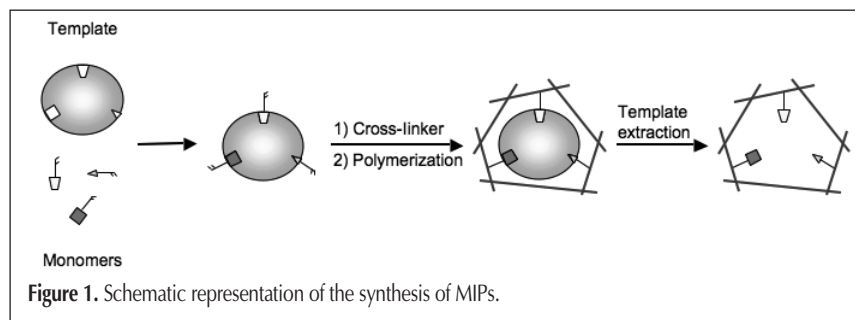 Template
Monomers
1) Cross-linker
2) Polymerization
Template
extraction
Figure 1. Schematic representation of the synthesis of MIPs.